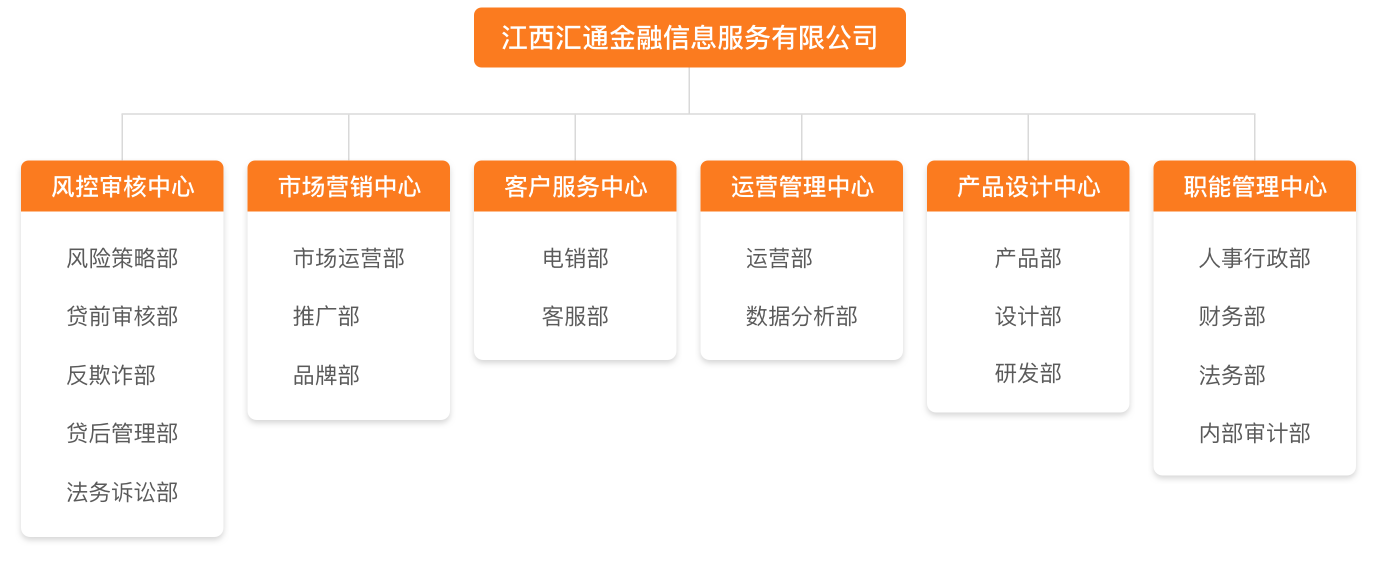 江西汇通金融信息服务有限公司
风控审核中心
风险策略部
贷前审核部
反欺诈部
贷后管理部
法务诉讼部
市场营销中心
市场运营部
推广部
品牌部
客户服务中心
电销部
客服部
运营管理中心
运营部
数据分析部
产品设计中心
产品部
设计部
研发部
职能管理中心
人事行政部
财务部
法务部
内部审计部